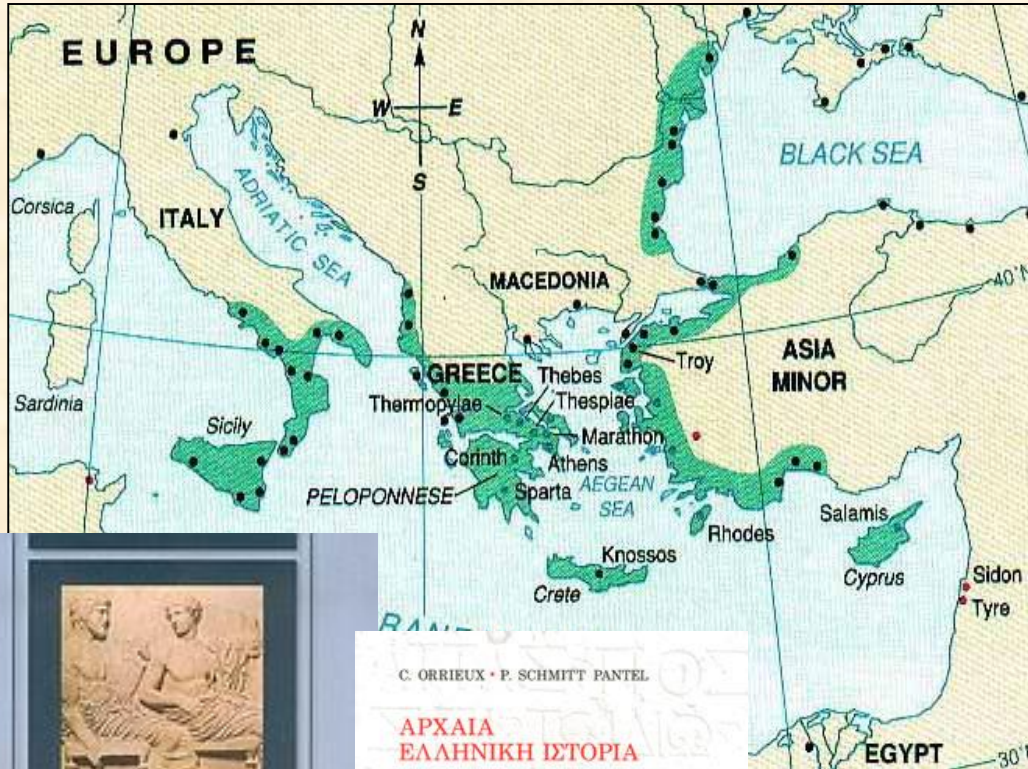 EUROPE
N
W E
S
BLACK SEA
ADRIATIC SEA
Corsica
ITALY
MACEDONIA
40°N
Troy
ASIA
MINOR
Sardinia
GREECE
Thebes
Thermopylae
Thespiae
Sicily
Marathon
Corinth
Athens
AEGEAN
SEA
PELOPONNESE
Sparta
Rhodes
Salamis
Cyprus
Knossos
Crete
Sidon
Tyre
C. ORRIEUX • P. SCHMITT PANTEL
ΑΡΧΑΙΑ
ΕΛΛΗΝΙΚΗ ΙΣΤΟΡΙΑ
EGYPT